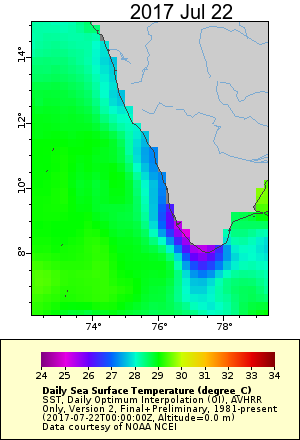 2017 Jul 22
14°
12°
10°
8°
74° 76° 78°
24 25 26 27 28 29 30 31 32 33 34
Daily Sea Surface Temperature (degree_C)
SST, Daily Optimum Interpolation (OI), AVHRR
Only, Version 2, Final+Preliminary, 1981-present
(2017-07-22T00:00:00Z, Altitude=0.0 m)
Data courtesy of NOAA NCEI